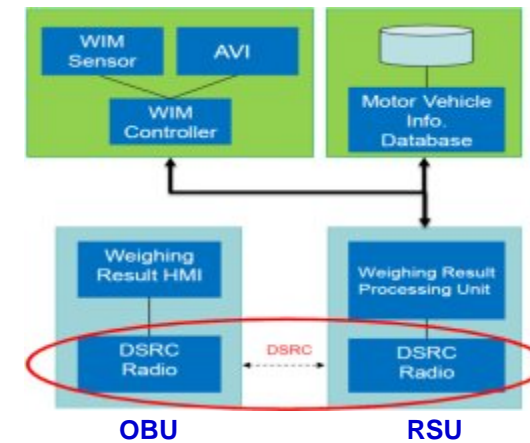 WIM
Sensor
AVI
WIM
Controller
Motor Vehicle
Info.
Database
Weighing
Result HMI
Weighing Result
Processing Unit
DSRC
Radio
DSRC
DSRC
Radio
OBU
RSU